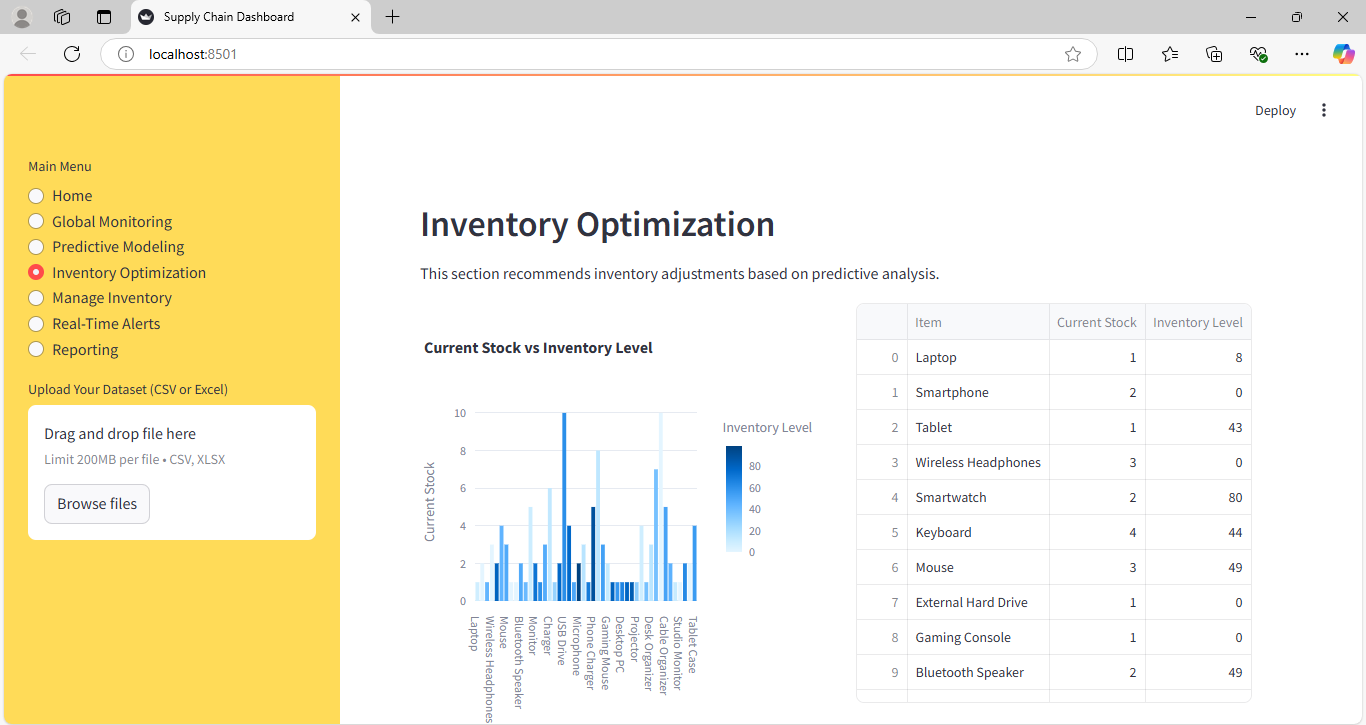 Supply Chain Dashboard
localhost:8501
Deploy
Main Menu
Home
Global Monitoring
Predictive Modeling
Inventory Optimization
Manage Inventory
Real-Time Alerts
Reporting
Upload Your Dataset (CSV or Excel)
Drag and drop file here
Limit 200MB per file • CSV, XLSX
Browse files
Inventory Optimization
This section recommends inventory adjustments based on predictive analysis.
Current Stock vs Inventory Level
Current Stock
10
8
6
4
2
0
Laptop
Wireless Headphones
Mouse
Bluetooth Speaker
Monitor
Charger
USB Drive
Microphone
Phone Charger
Gaming Mouse
Desktop PC
Projector
Desk Organizer
Cable Organizer
Studio Monitor
Tablet Case
Inventory Level
80
60
40
20
0
Item Current Stock Inventory Level
0 Laptop 1 8
1 Smartphone 2 0
2 Tablet 1 43
3 Wireless Headphones 3 0
4 Smartwatch 2 80
5 Keyboard 4 44
6 Mouse 3 49
7 External Hard Drive 1 0
8 Gaming Console 1 0
9 Bluetooth Speaker 2 49